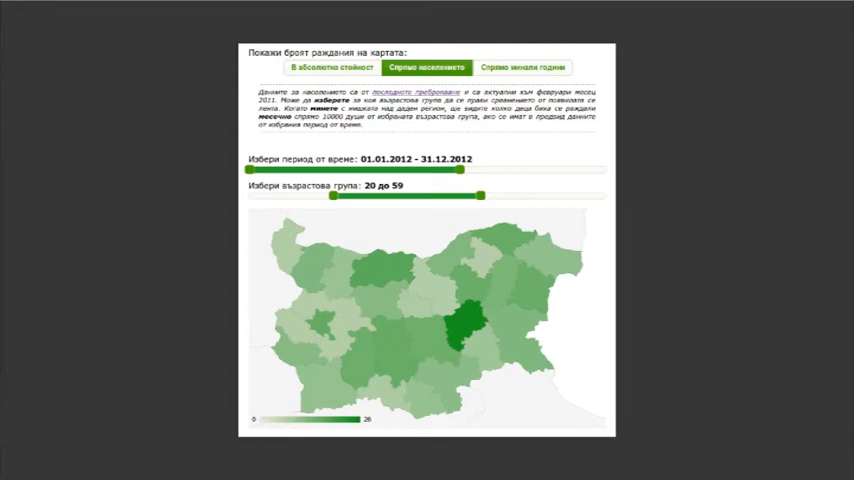 Покажи броят раждания на картата:
В абсолютна стойност Спрямо населението Спрямо минали години
Данните за населението са от последното преброяване и са актуални към февруари месец
2011. Може да изберете за коя възрастова група да се прави сравнението от появилата се
лента. Когато минете с мишката над даден регион, ще видите колко деца биха се раждали
месечно спрямо 10000 души от избраната възрастова група, ако се имат в предвид данните
от избрания период от време.
Избери период от време: 01.01.2012 - 31.12.2012
Избери възрастова група: 20 до 59
0 26